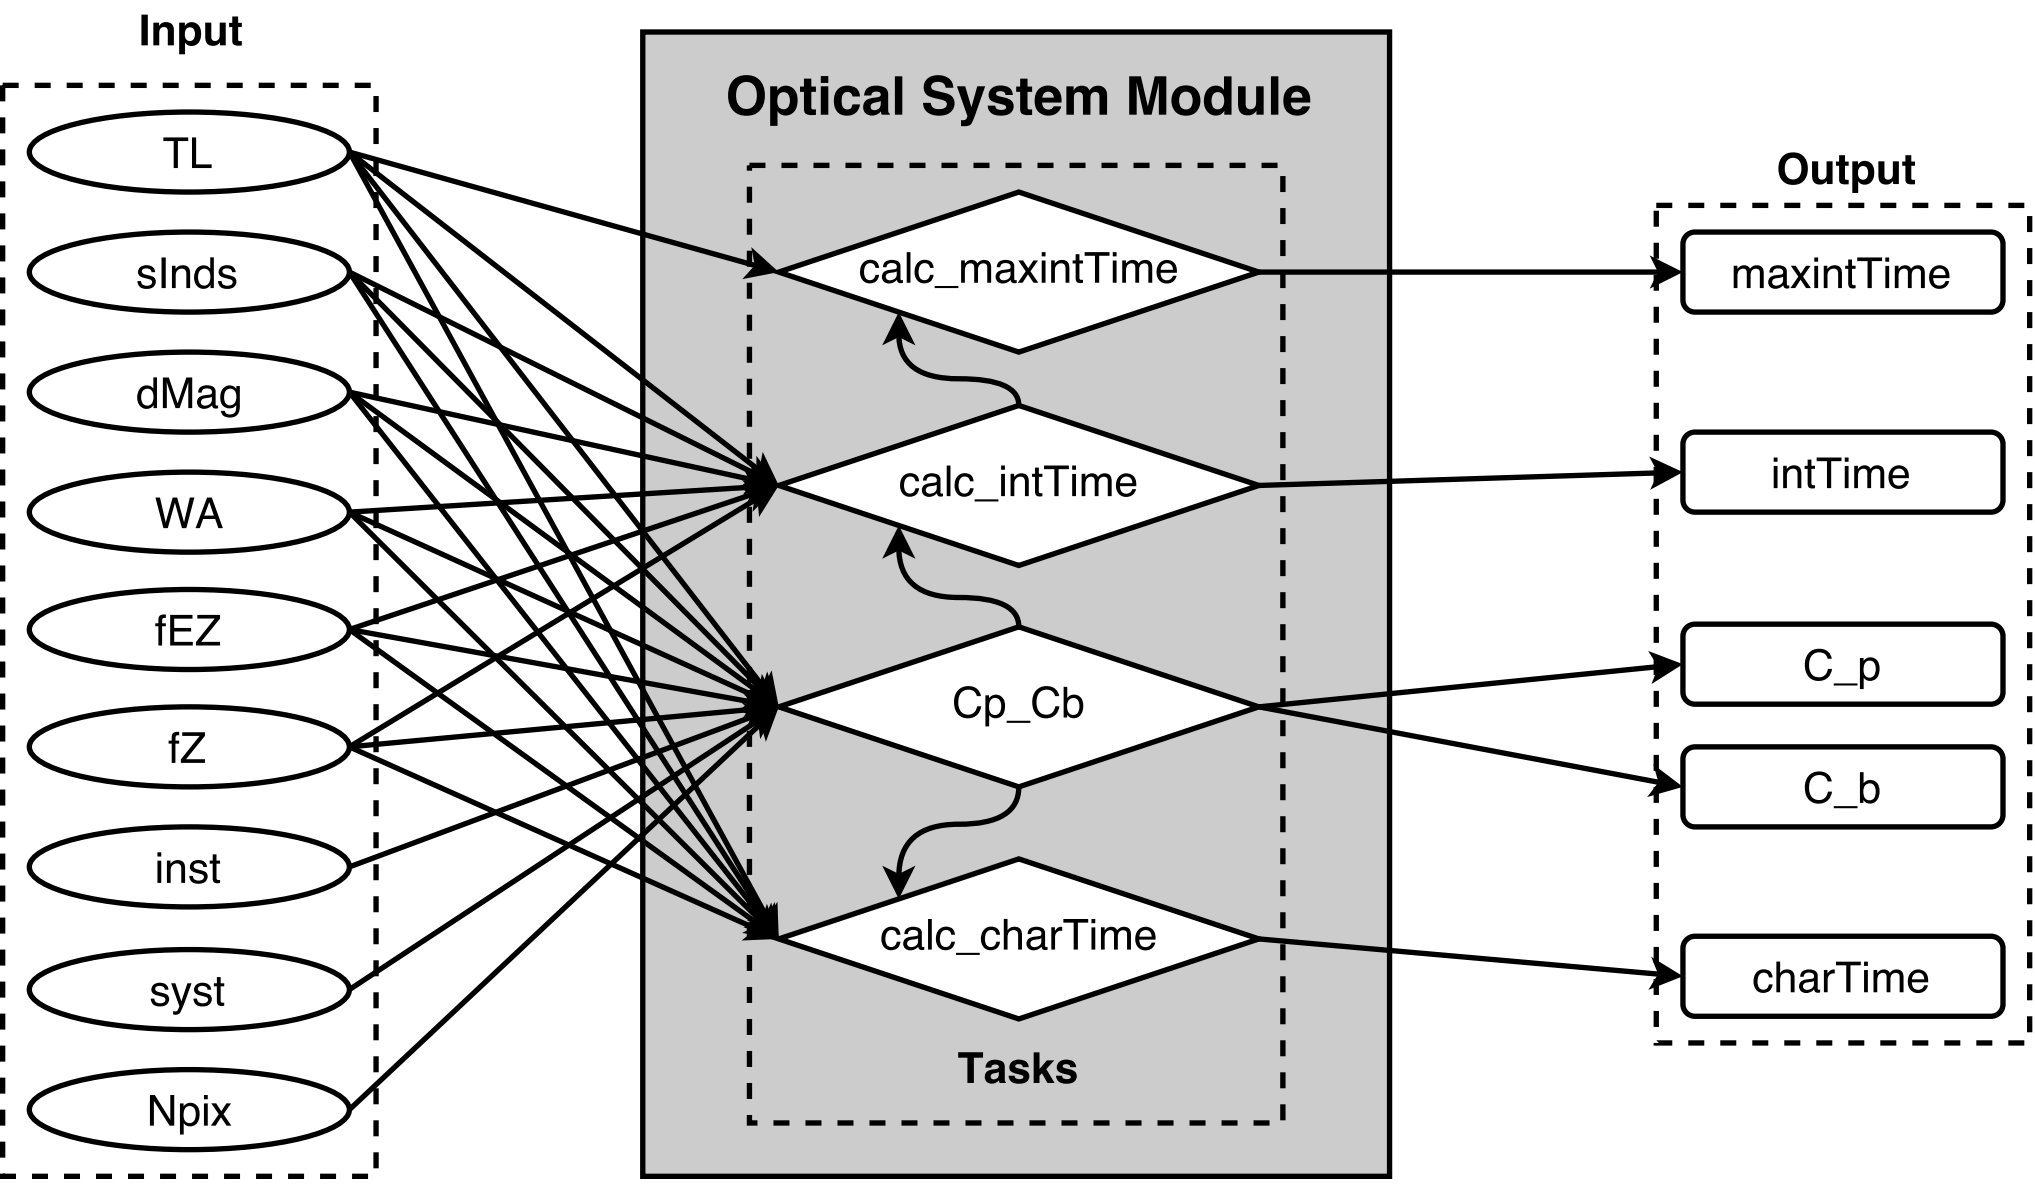 Input
TL
sInds
dMag
WA
fEZ
fZ
inst
syst
Npix
Optical System Module
calc_maxintTime
calc_intTime
Cp_Cb
calc_charTime
Tasks
Output
maxintTime
intTime
C_p
C_b
charTime